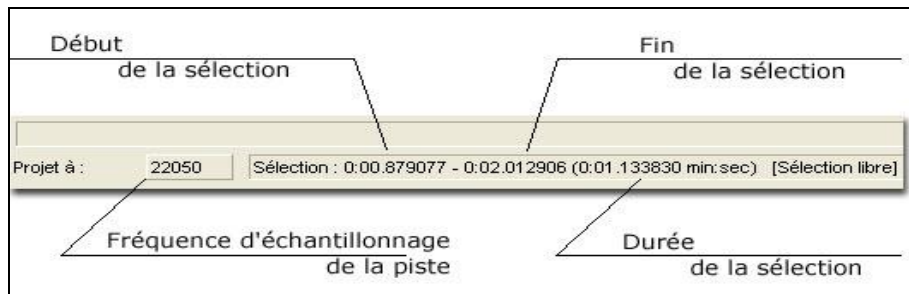 Début
de la sélection
Fin
de la sélection
Projet à :
22050
Sélection : 0:00.879077 - 0:02.012906 (0:01.133830 min:sec) [Sélection libre]
Fréquence d'échantillonnage
de la piste
Durée
de la sélection